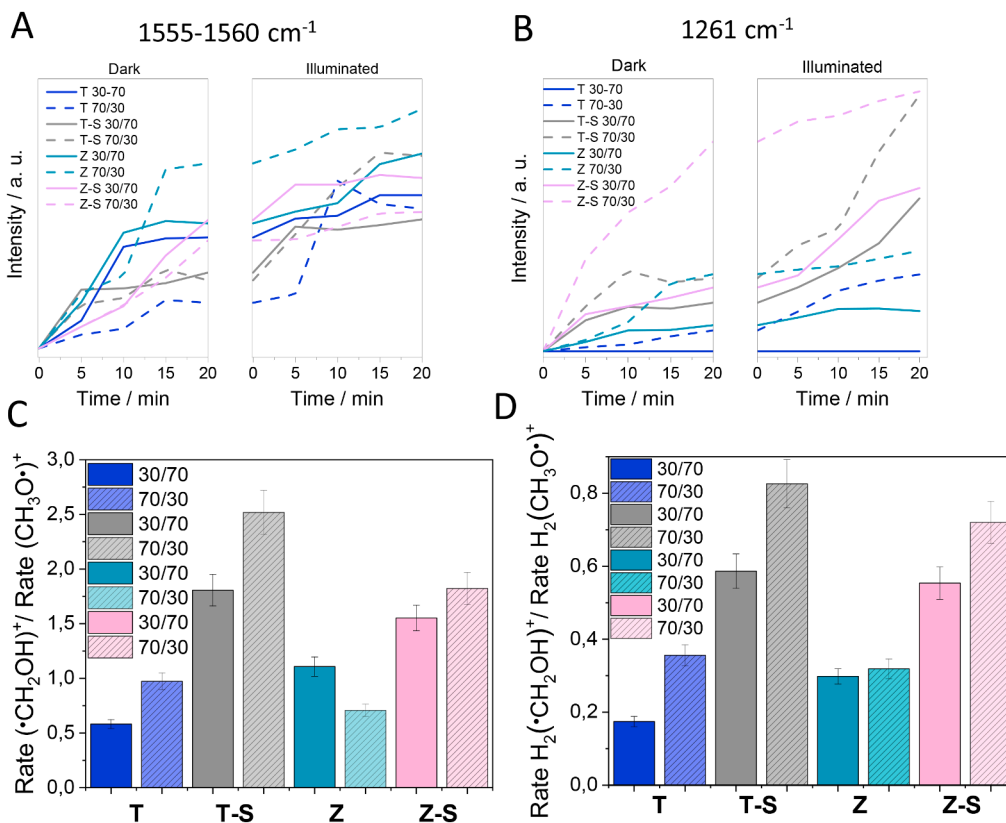 A
1555-1560 cm⁻¹
Dark
Illuminated
T 30-70
T 70/30
T-S 30/70
T-S 70/30
Z 30/70
Z 70/30
Z-S 30/70
Z-S 70/30
Intensity / a. u.
0 5 10 15 20
0 5 10 15 20
Time / min
Time / min
B
1261 cm⁻¹
Dark
Illuminated
T 30-70
T 70-30
T-S 30/70
T-S 70/30
Z 30/70
Z 70/30
Z-S 30/70
Z-S 70/30
Intensity / a. u.
0 5 10 15 20
0 5 10 15 20
Time / min
Time / min
C
Rate (•CH₂OH)⁺/ Rate (CH₃O•)⁺
3,0
2,5
2,0
1,5
1,0
0,5
0,0
30/70
70/30
30/70
70/30
30/70
70/30
30/70
70/30
T T-S Z Z-S
D
Rate H₂(•CH₂OH)⁺/ Rate H₂(CH₃O•)⁺
0,8
0,6
0,4
0,2
0,0
30/70
70/30
30/70
70/30
30/70
70/30
30/70
70/30
T T-S Z Z-S